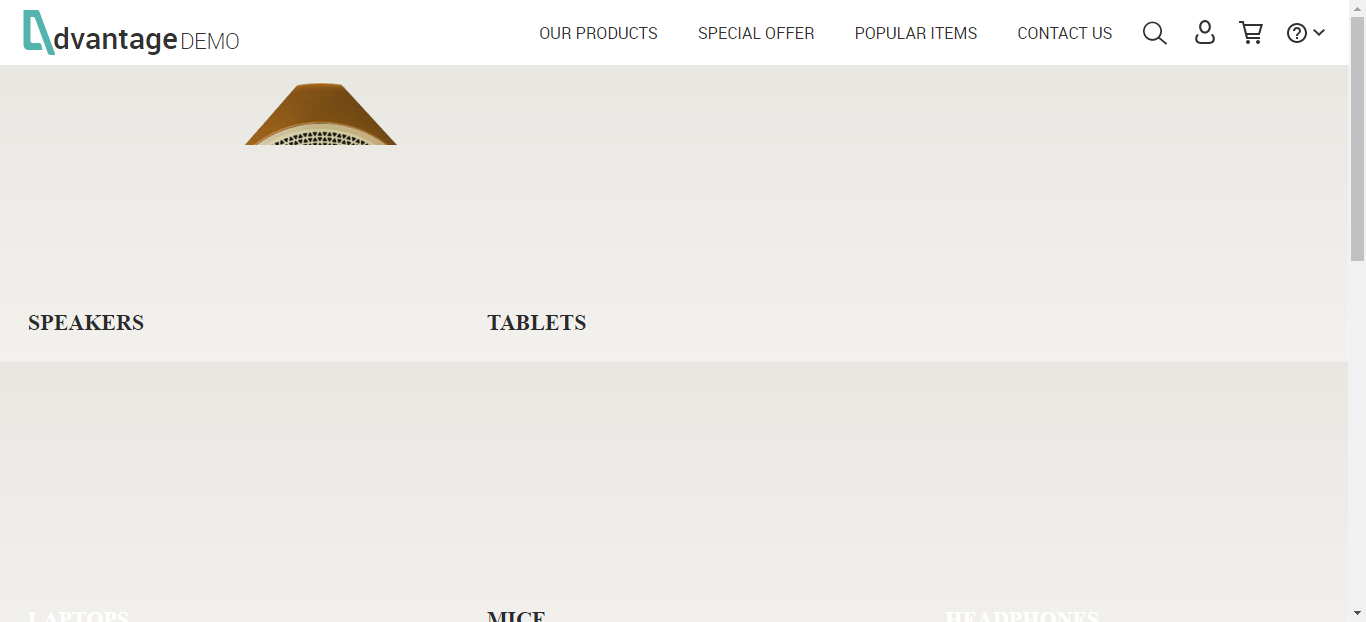 dvantage DEMO
OUR PRODUCTS SPECIAL OFFER POPULAR ITEMS CONTACT US ?
SPEAKERS TABLETS
LAPTOPS MICE HEADPHONES